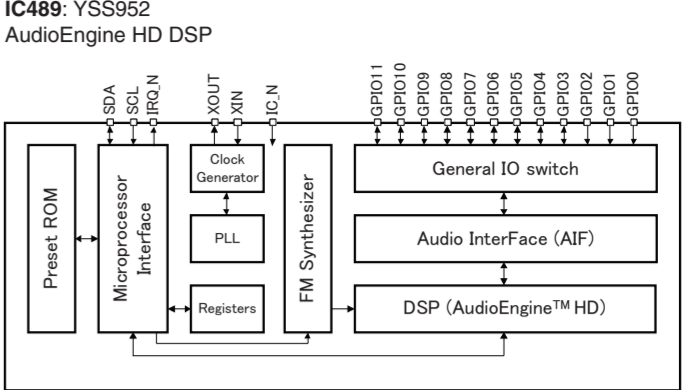 IC489: YSS952
AudioEngine HD DSP
SDA
SCL
IRQ_N
XOUT
XIN
IC_N
GPIO11
GPIO10
GPIO9
GPIO8
GPIO7
GPIO6
GPIO5
GPIO4
GPIO3
GPIO2
GPIO1
GPIO0
Preset ROM
Microprocessor
Interface
Clock
Generator
PLL
Registers
FM Synthesizer
General IO switch
Audio InterFace (AIF)
DSP (AudioEngine™ HD)